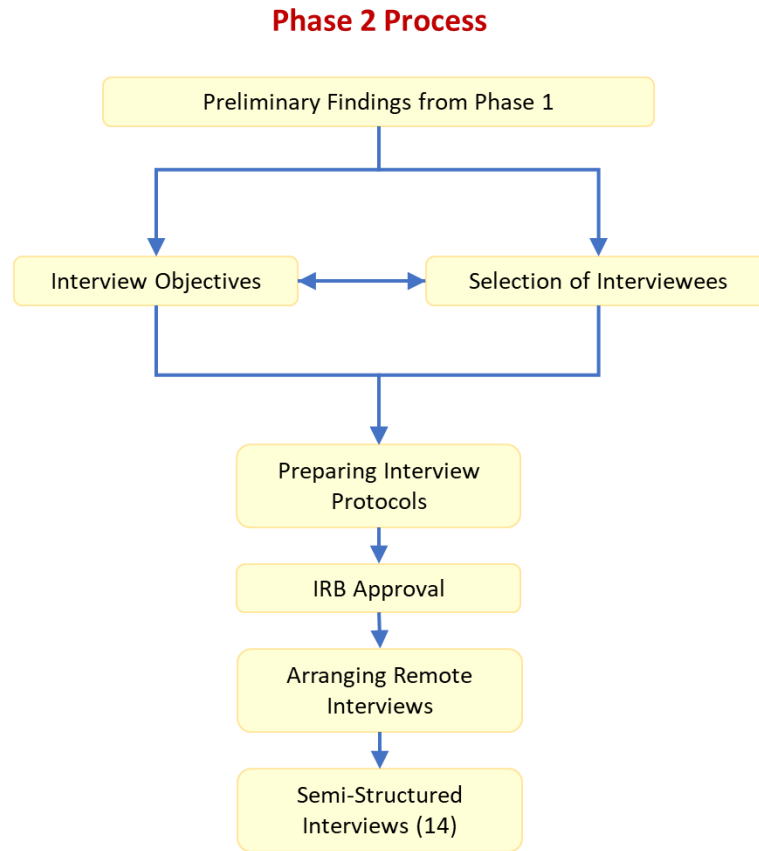 Phase 2 Process
Preliminary Findings from Phase 1
Interview Objectives
Selection of Interviewees
Preparing Interview
Protocols
IRB Approval
Arranging Remote
Interviews
Semi-Structured
Interviews (14)